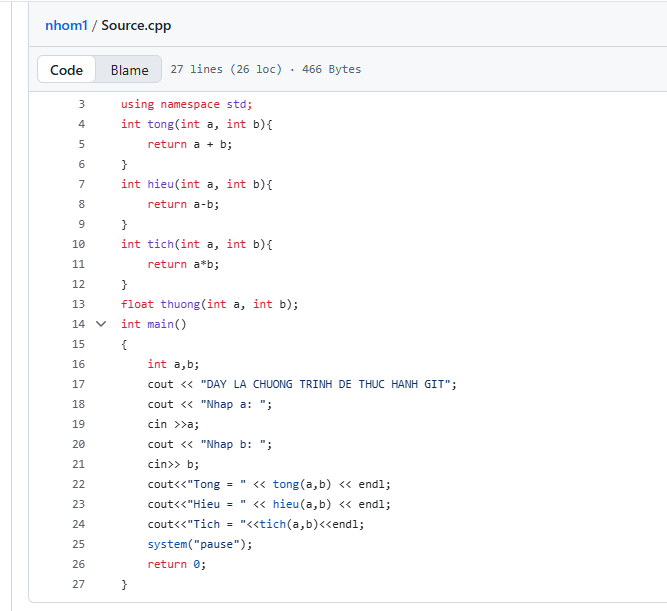 nhom1 / Source.cpp
Code Blame 27 lines (26 loc) · 466 Bytes
3 using namespace std;
4 int tong(int a, int b){
5 return a + b;
6 }
7 int hieu(int a, int b){
8 return a-b;
9 }
10 int tich(int a, int b){
11 return a*b;
12 }
13 float thuong(int a, int b);
14 int main()
15 {
16 int a,b;
17 cout << "DAY LA CHUONG TRINH DE THUC HANH GIT";
18 cout << "Nhap a: ";
19 cin >>a;
20 cout << "Nhap b: ";
21 cin>> b;
22 cout<<"Tong = " << tong(a,b) << endl;
23 cout<<"Hieu = " << hieu(a,b) << endl;
24 cout<<"Tich = "<<tich(a,b)<<endl;
25 system("pause");
26 return 0;
27 }